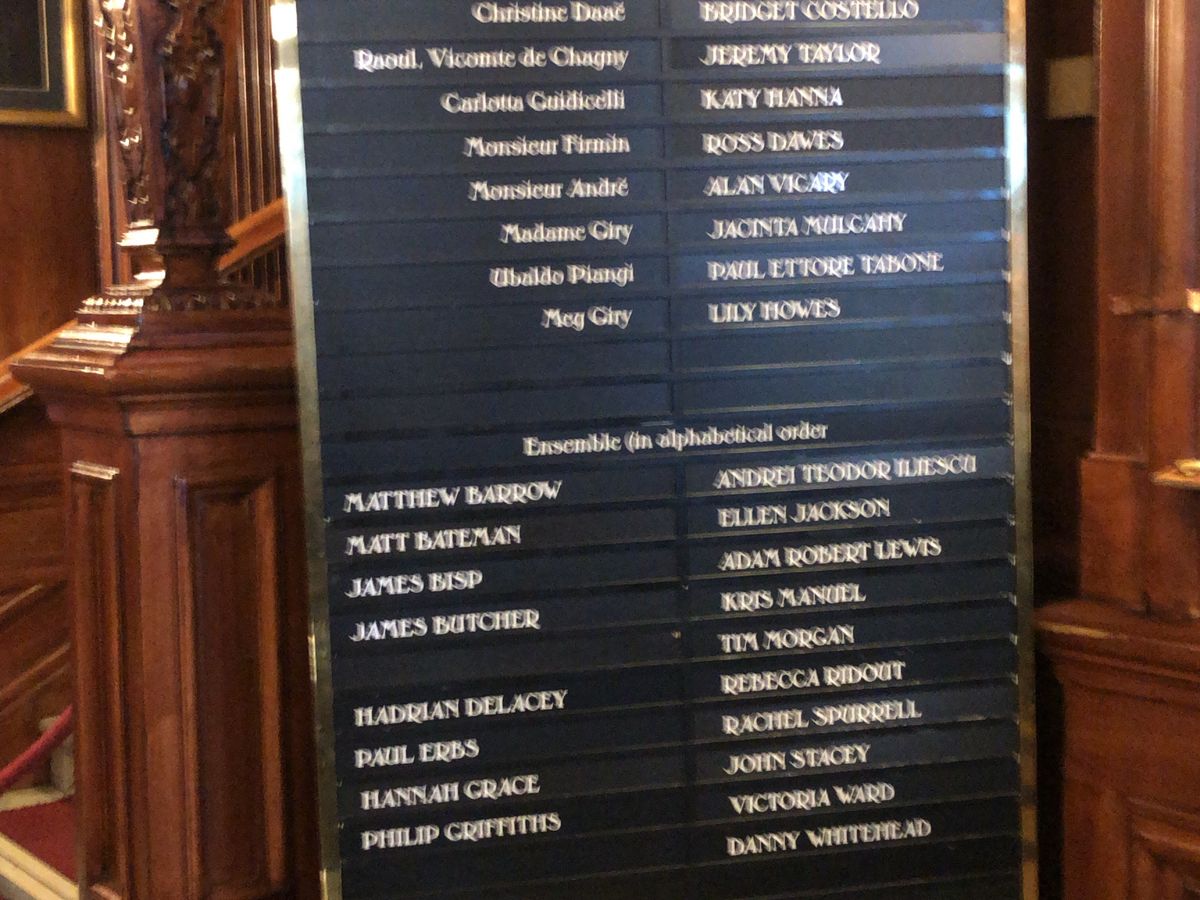 Christine Daaé BRIDGET COSTELLO
Raoul, Vicomte de Chagny JEREMY TAYLOR
Carlotta Guidicelli KATY HANNA
Monsieur Firmin ROSS DAWES
Monsieur André ALAN VICARY
Madame Giry JACINTA MULCAHY
Ubaldo Piangi PAUL ETTORE TABONE
Meg Giry LILY HOWES
Ensemble (in alphabetical order
MATTHEW BARROW
MATT BATEMAN
JAMES BISP
JAMES BUTCHER
HADRIAN DELACEY
PAUL ERBS
HANNAH GRACE
PHILIP GRIFFITHS
ANDREI TEODOR ILIESCU
ELLEN JACKSON
ADAM ROBERT LEWIS
KRIS MANUEL
TIM MORGAN
REBECCA RIDOUT
RACHEL SPURRELL
JOHN STACEY
VICTORIA WARD
DANNY WHITEHEAD